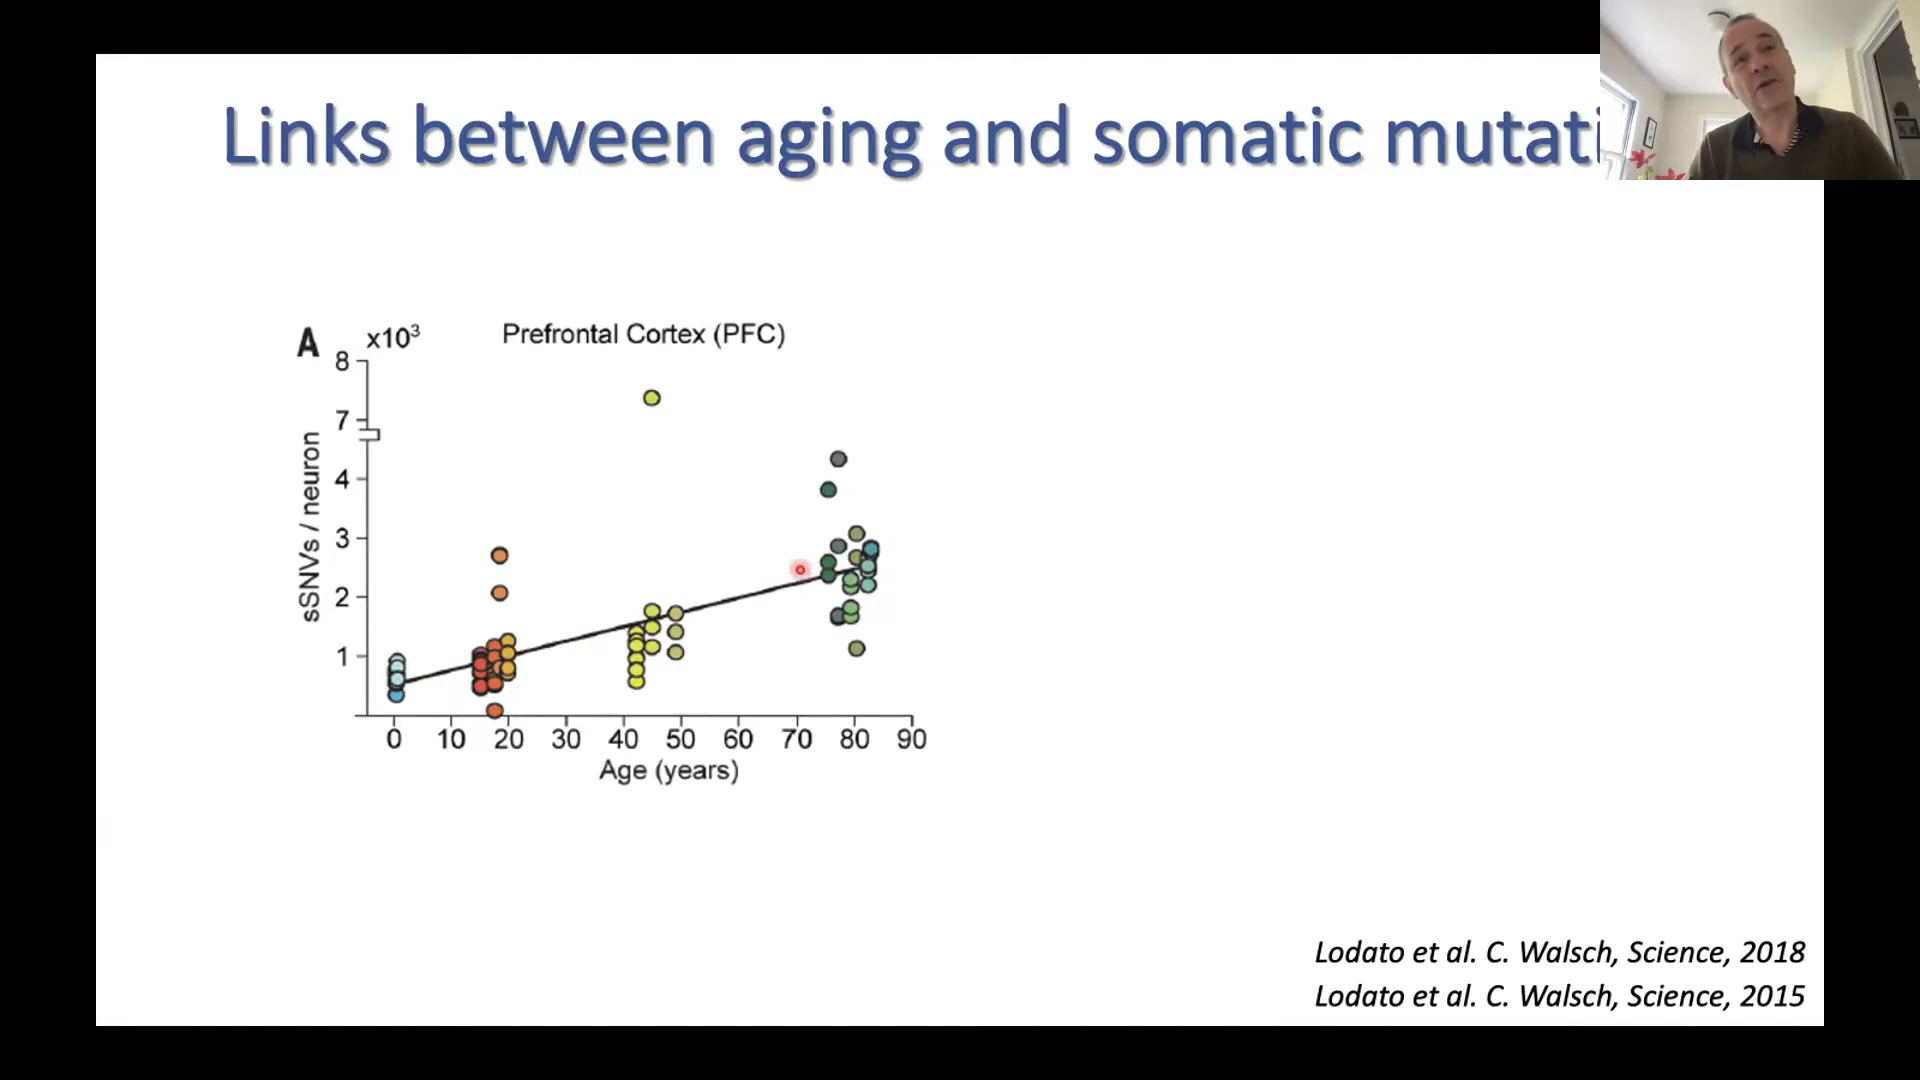 Links between aging and somatic mutati
A
x10³
Prefrontal Cortex (PFC)
8
7
4
3
2
1
sSNVs / neuron
0 10 20 30 40 50 60 70 80 90
Age (years)
Lodato et al. C. Walsch, Science, 2018
Lodato et al. C. Walsch, Science, 2015